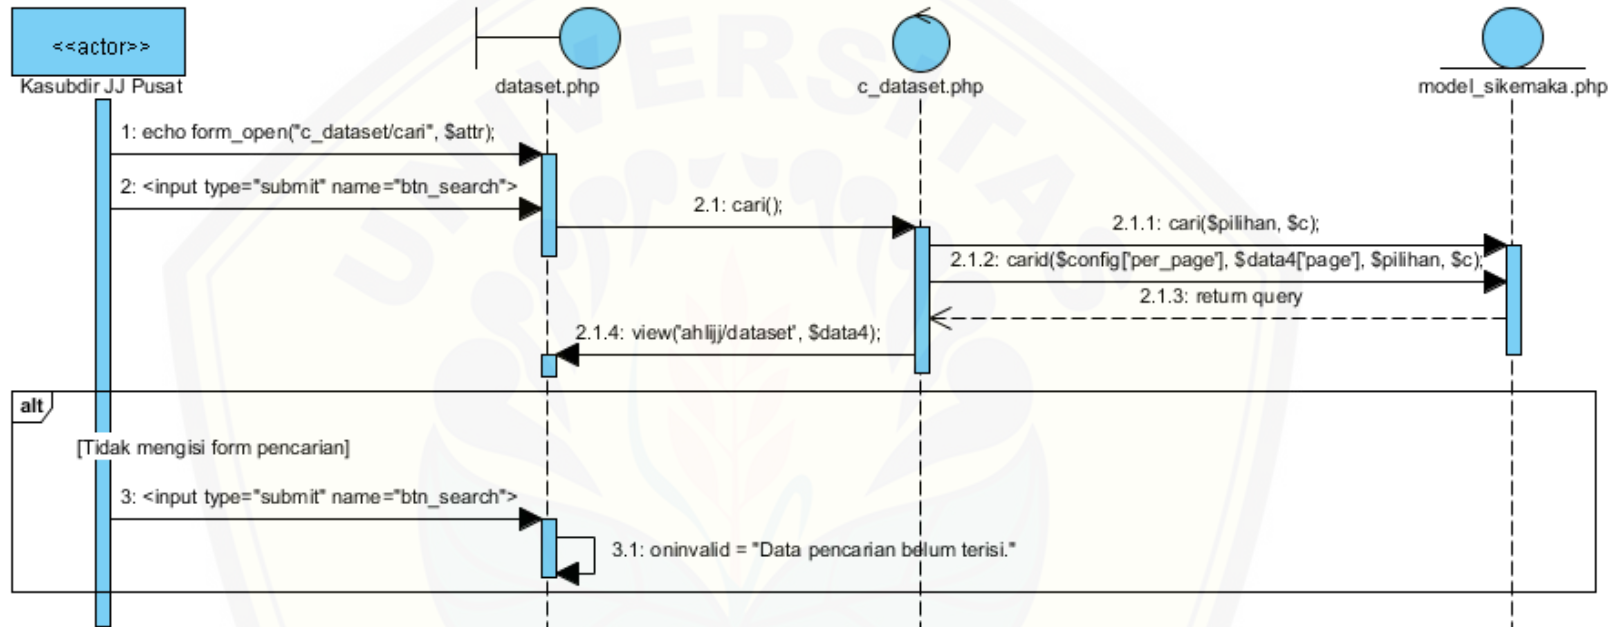 <<actor>>
Kasubdir JJ Pusat
dataset.php
c_dataset.php
model_sikemaka.php
1: echo form_open("c_dataset/cari", $attr);
2: <input type="submit" name="btn_search">
2.1: cari();
2.1.1: cari($pilihan, $c);
2.1.2: carid($config['per_page'], $data4['page'], $pilihan, $c);
2.1.3: return query
2.1.4: view('ahlijj/dataset', $data4);
alt
[Tidak mengisi form pencarian]
3: <input type="submit" name="btn_search">
3.1: oninvalid = "Data pencarian belum terisi."
UNIVERSITAS